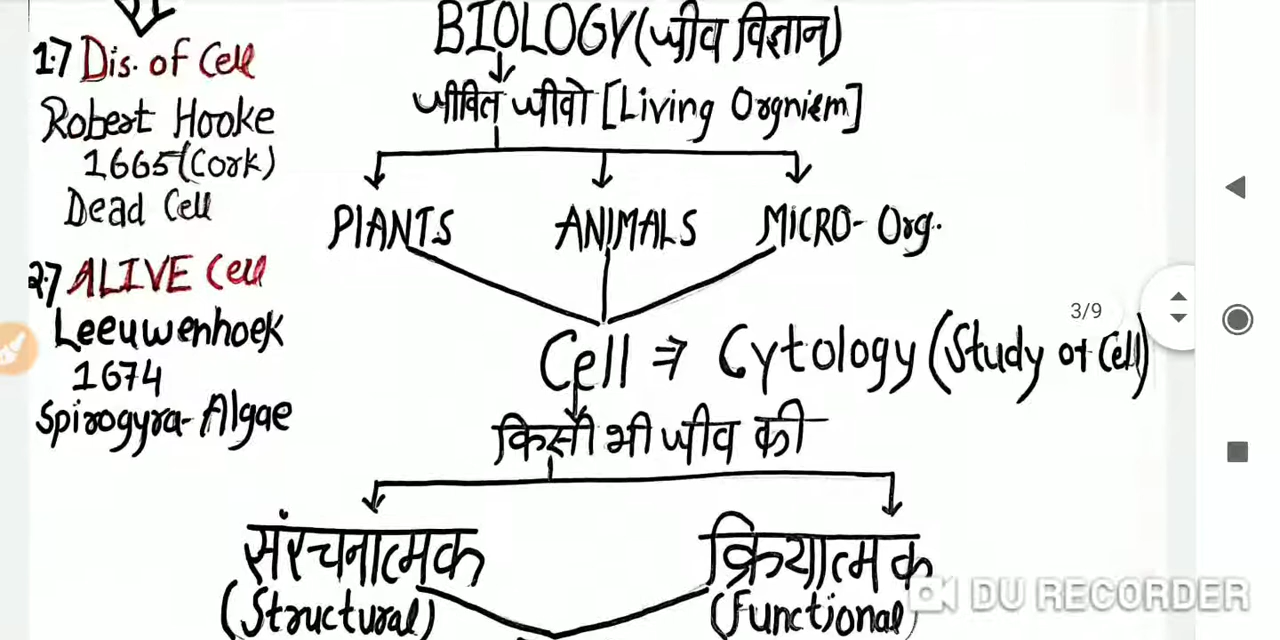 BIOLOGY (जीव विज्ञान)
जीवित जीवो [Living Orgniem]
PlANTS ANIMALS MICRO-Org.
Cell ⇒ Cytology (Study of Cell)
किसी भी जीव की
संरचनात्मक क्रियात्मक
(Structural) (Functional)
1.7 Dis. of Cell
Robert Hooke
1665 (Cork)
Dead Cell
2.7 ALIVE Cell
Leeuwenhoek
1674
Spirogyra-Algae
3/9
DU RECORDER